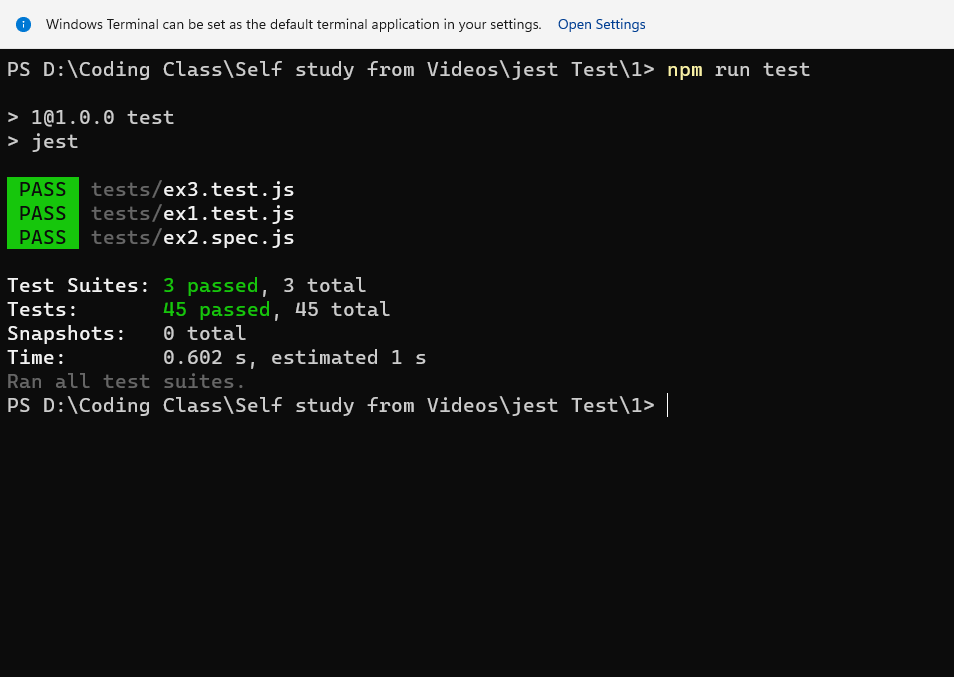 Windows Terminal can be set as the default terminal application in your settings. Open Settings
PS D:\Coding Class\Self study from Videos\jest Test\1> npm run test
> 1@1.0.0 test
> jest
PASS tests/ex3.test.js
PASS tests/ex1.test.js
PASS tests/ex2.spec.js
Test Suites: 3 passed, 3 total
Tests: 45 passed, 45 total
Snapshots: 0 total
Time: 0.602 s, estimated 1 s
Ran all test suites.
PS D:\Coding Class\Self study from Videos\jest Test\1>